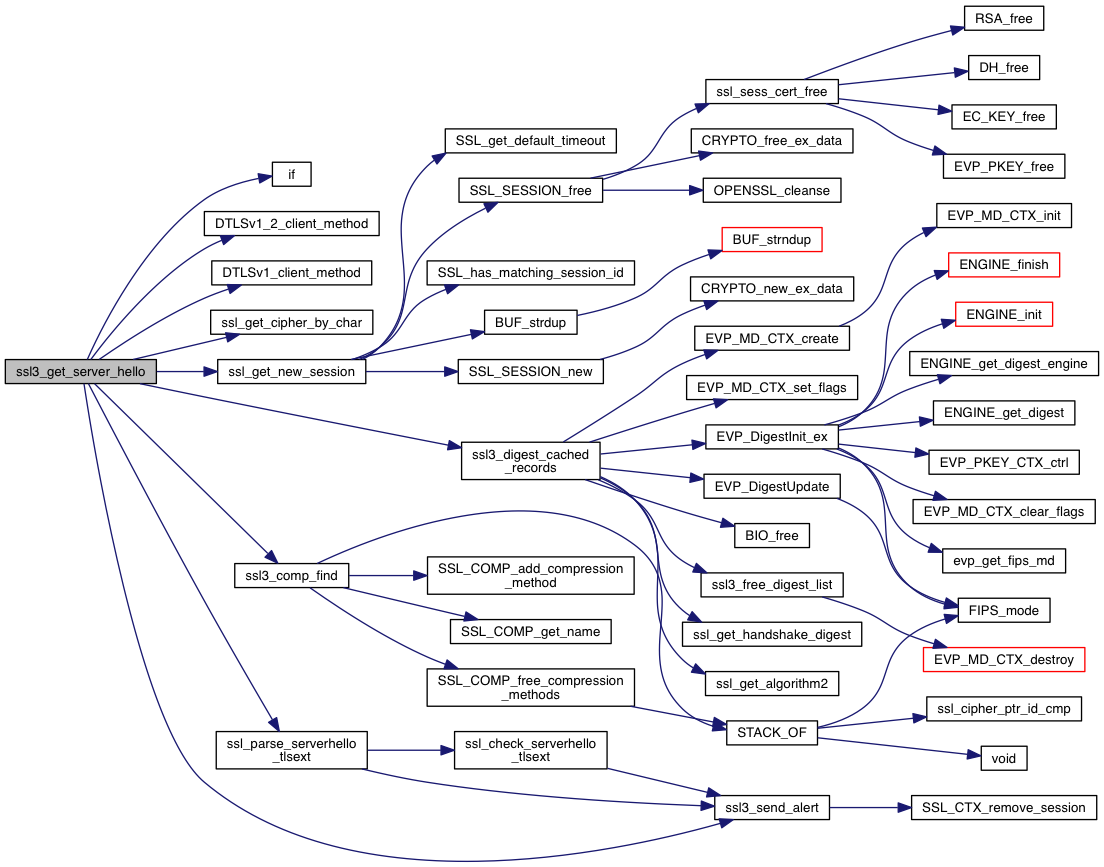 RSA_free
DH_free
ssl_sess_cert_free
EC_KEY_free
SSL_get_default_timeout
CRYPTO_free_ex_data
EVP_PKEY_free
if
SSL_SESSION_free
OPENSSL_cleanse
DTLSv1_2_client_method
EVP_MD_CTX_init
BUF_strndup
DTLSv1_client_method
SSL_has_matching_session_id
ENGINE_finish
CRYPTO_new_ex_data
ssl_get_cipher_by_char
BUF_strdup
ENGINE_init
EVP_MD_CTX_create
ssl3_get_server_hello
ssl_get_new_session
SSL_SESSION_new
ENGINE_get_digest_engine
EVP_MD_CTX_set_flags
ENGINE_get_digest
EVP_DigestInit_ex
ssl3_digest_cached
_records
EVP_PKEY_CTX_ctrl
EVP_DigestUpdate
EVP_MD_CTX_clear_flags
BIO_free
evp_get_fips_md
ssl3_comp_find
SSL_COMP_add_compression
_method
ssl3_free_digest_list
FIPS_mode
SSL_COMP_get_name
ssl_get_handshake_digest
EVP_MD_CTX_destroy
SSL_COMP_free_compression
_methods
ssl_get_algorithm2
ssl_cipher_ptr_id_cmp
STACK_OF
ssl_parse_serverhello
_tlsext
ssl_check_serverhello
_tlsext
void
ssl3_send_alert
SSL_CTX_remove_session